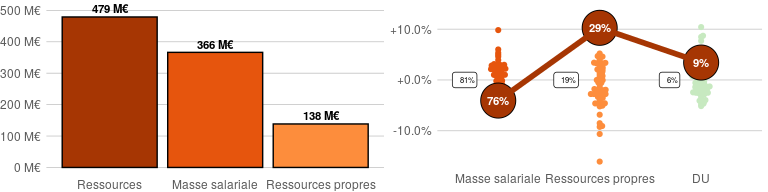 500 M€
400 M€
300 M€
200 M€
100 M€
0 M€
479 M€
366 M€
138 M€
Ressources
Masse salariale
Ressources propres
+10.0%
+0.0%
-10.0%
81%
76%
19%
29%
6%
9%
Masse salariale
Ressources propres
DU